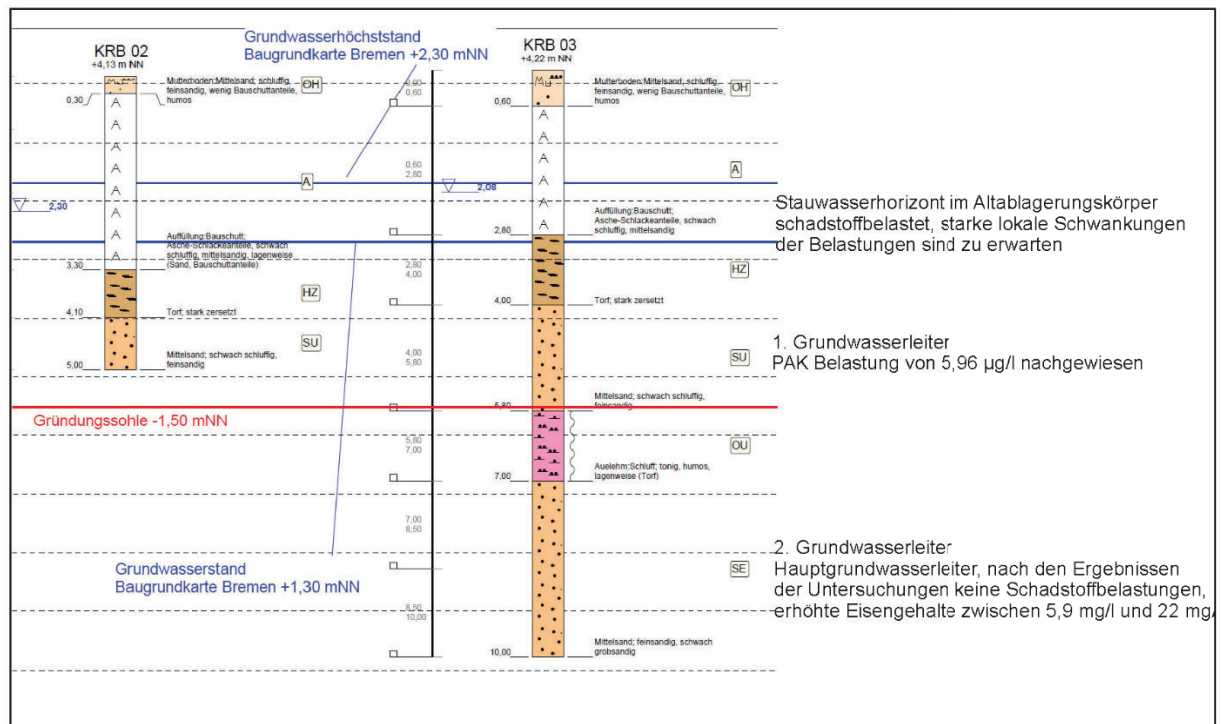 Grundwasserhöchststand
Baugrundkarte Bremen +2,30 mNN
KRB 02
+4,13 m NN
Mu
0,30
Mutterboden:Mittelsand; schluffig,
feinsandig, wenig Bauschuttanteile,
humos
OH
A
2,30
Auffüllung:Bauschutt;
Asche-Schlackeanteile, schwach
schluffig, mittelsandig, lagenweise
(Sand, Bauschuttanteile)
3,30
HZ
4,10
Torf; stark zersetzt
SU
Mittelsand; schwach schluffig,
feinsandig
5,00
KRB 03
+4,22 m NN
0,00
0,60
Mu
0,60
Mutterboden:Mittelsand; schluffig,
feinsandig, wenig Bauschuttanteile,
humos
OH
0,60
2,80
A
2,08
Auffüllung:Bauschutt;
Asche-Schlackeanteile, schwach
schluffig, mittelsandig
2,80
2,80
4,00
HZ
4,00
Torf; stark zersetzt
4,00
5,80
SU
Mittelsand; schwach schluffig,
feinsandig
5,80
5,80
7,00
OU
Auelehm:Schluff; tonig, humos,
lagenweise (Torf)
7,00
7,00
8,50
SE
8,50
10,00
Mittelsand; feinsandig, schwach
grobsandig
10,00
Gründungssohle -1,50 mNN
Grundwasserstand
Baugrundkarte Bremen +1,30 mNN
Stauwasserhorizont im Altablagerungskörper
schadstoffbelastet, starke lokale Schwankungen
der Belastungen sind zu erwarten
1. Grundwasserleiter
PAK Belastung von 5,96 µg/l nachgewiesen
2. Grundwasserleiter
Hauptgrundwasserleiter, nach den Ergebnissen
der Untersuchungen keine Schadstoffbelastungen,
erhöhte Eisengehalte zwischen 5,9 mg/l und 22 mg/